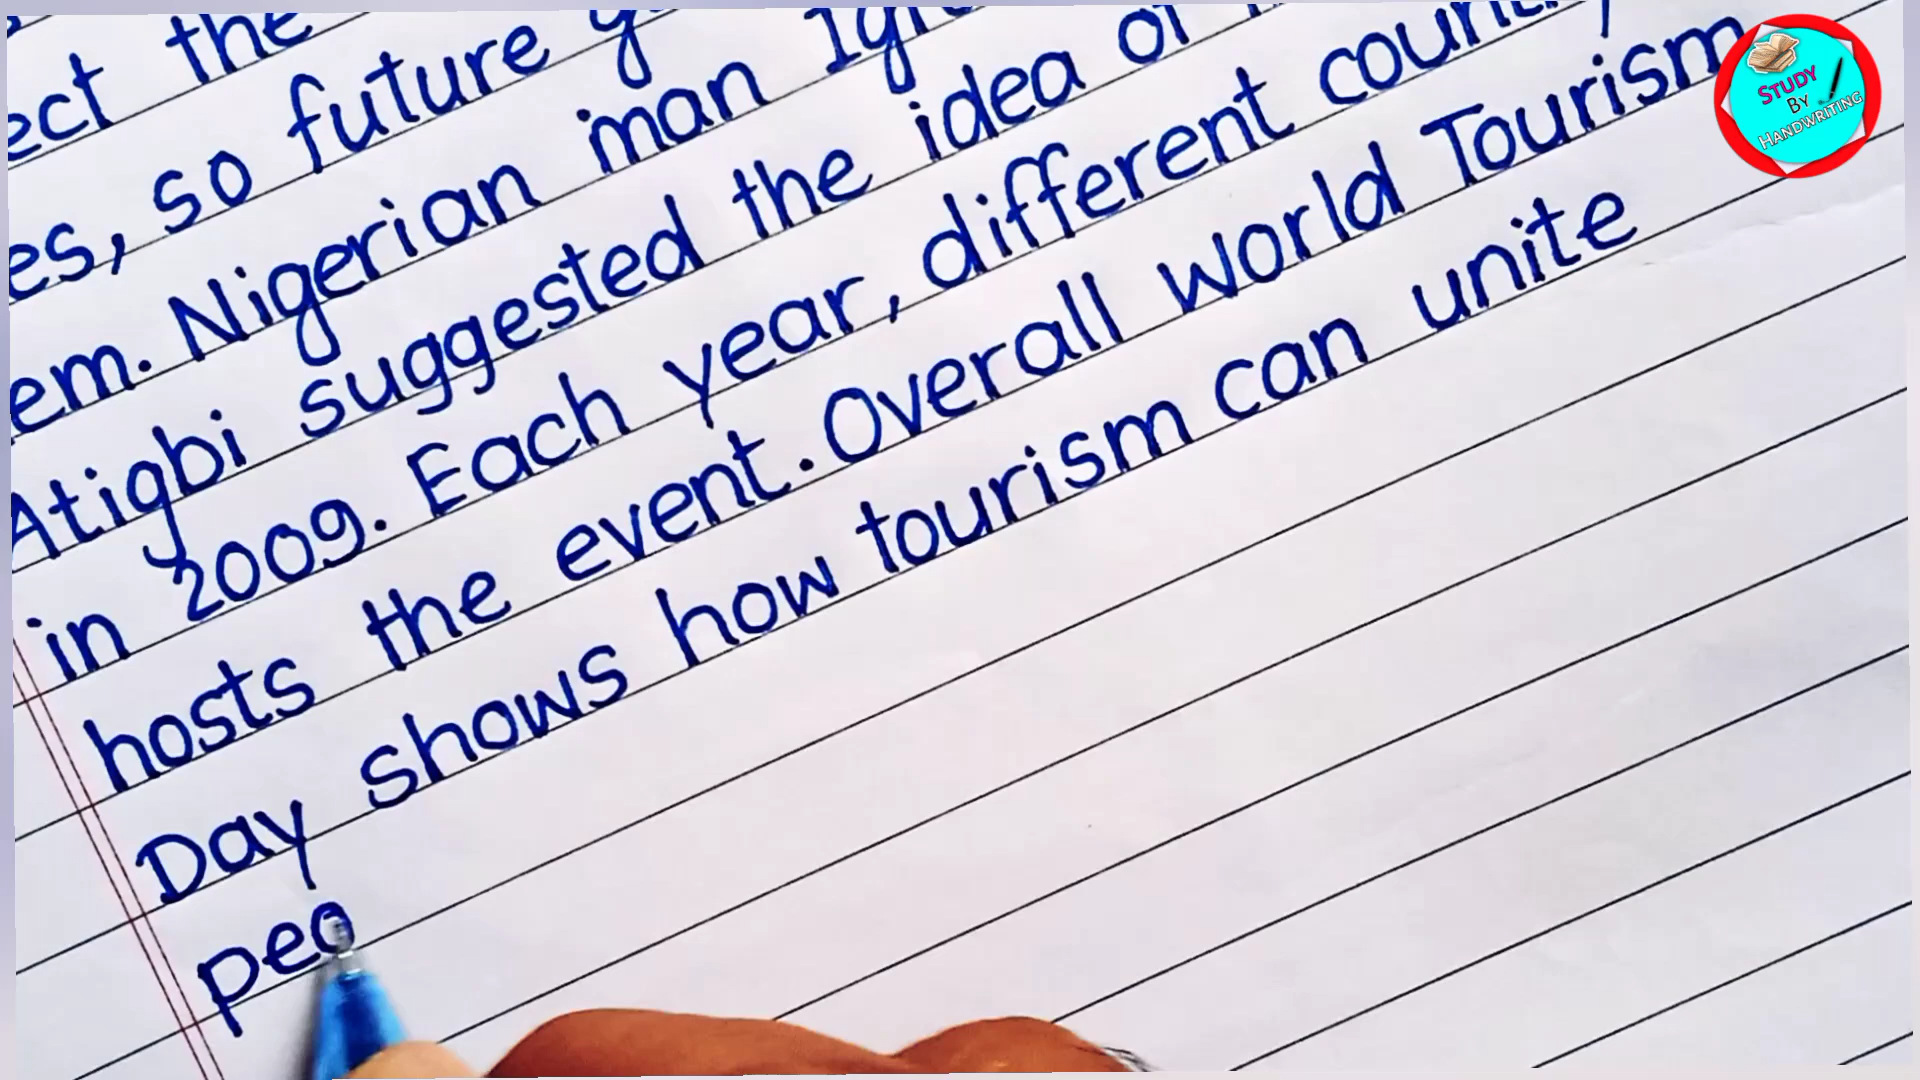 ect the
es, so future
em. Nigerian man
Atigbi suggested the idea of
in 2009. Each year, different
hosts the event. Overall world Tourism
Day shows how tourism can unite
peo
STUDY
By
HANDWRITING